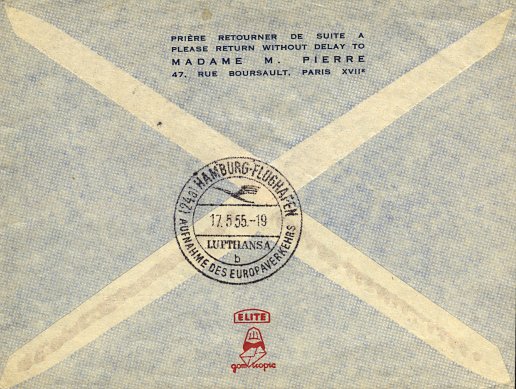 PRIÈRE RETOURNER DE SUITE A
PLEASE RETURN WITHOUT DELAY TO
MADAME M. PIERRE
47, RUE BOURSAULT, PARIS XVIIe
(24a) HAMBURG-FLUGHAFEN
17.5.55.-19
LUFTHANSA
b
AUFNAHME DES EUROPAVERKEHRS
ELITE